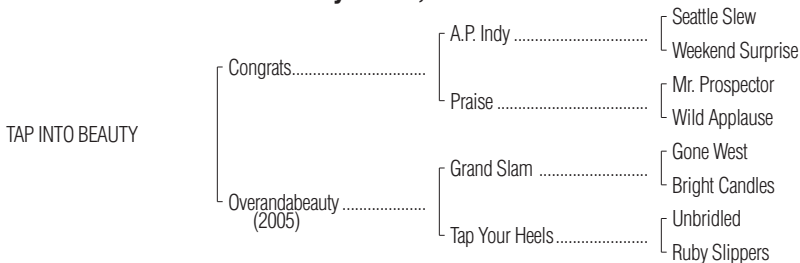 Seattle Slew
A.P. Indy
Weekend Surprise
Congrats
Mr. Prospector
Praise
Wild Applause
TAP INTO BEAUTY
Gone West
Grand Slam
Bright Candles
Overandabeauty
(2005)
Unbridled
Tap Your Heels
Ruby Slippers